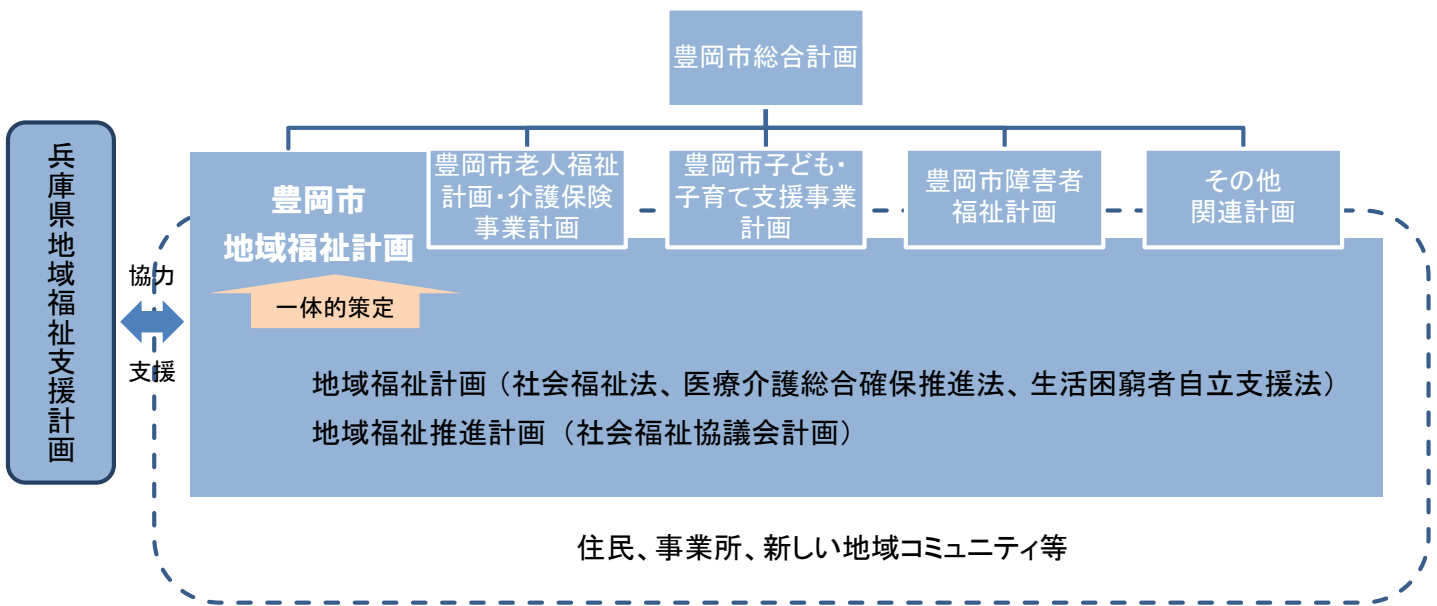 豊岡市総合計画
兵庫県地域福祉支援計画
協力
支援
豊岡市
地域福祉計画
一体的策定
豊岡市老人福祉
計画・介護保険
事業計画
豊岡市子ども・
子育て支援事業
計画
豊岡市障害者
福祉計画
その他
関連計画
地域福祉計画（社会福祉法、医療介護総合確保推進法、生活困窮者自立支援法）
地域福祉推進計画（社会福祉協議会計画）
住民、事業所、新しい地域コミュニティ等